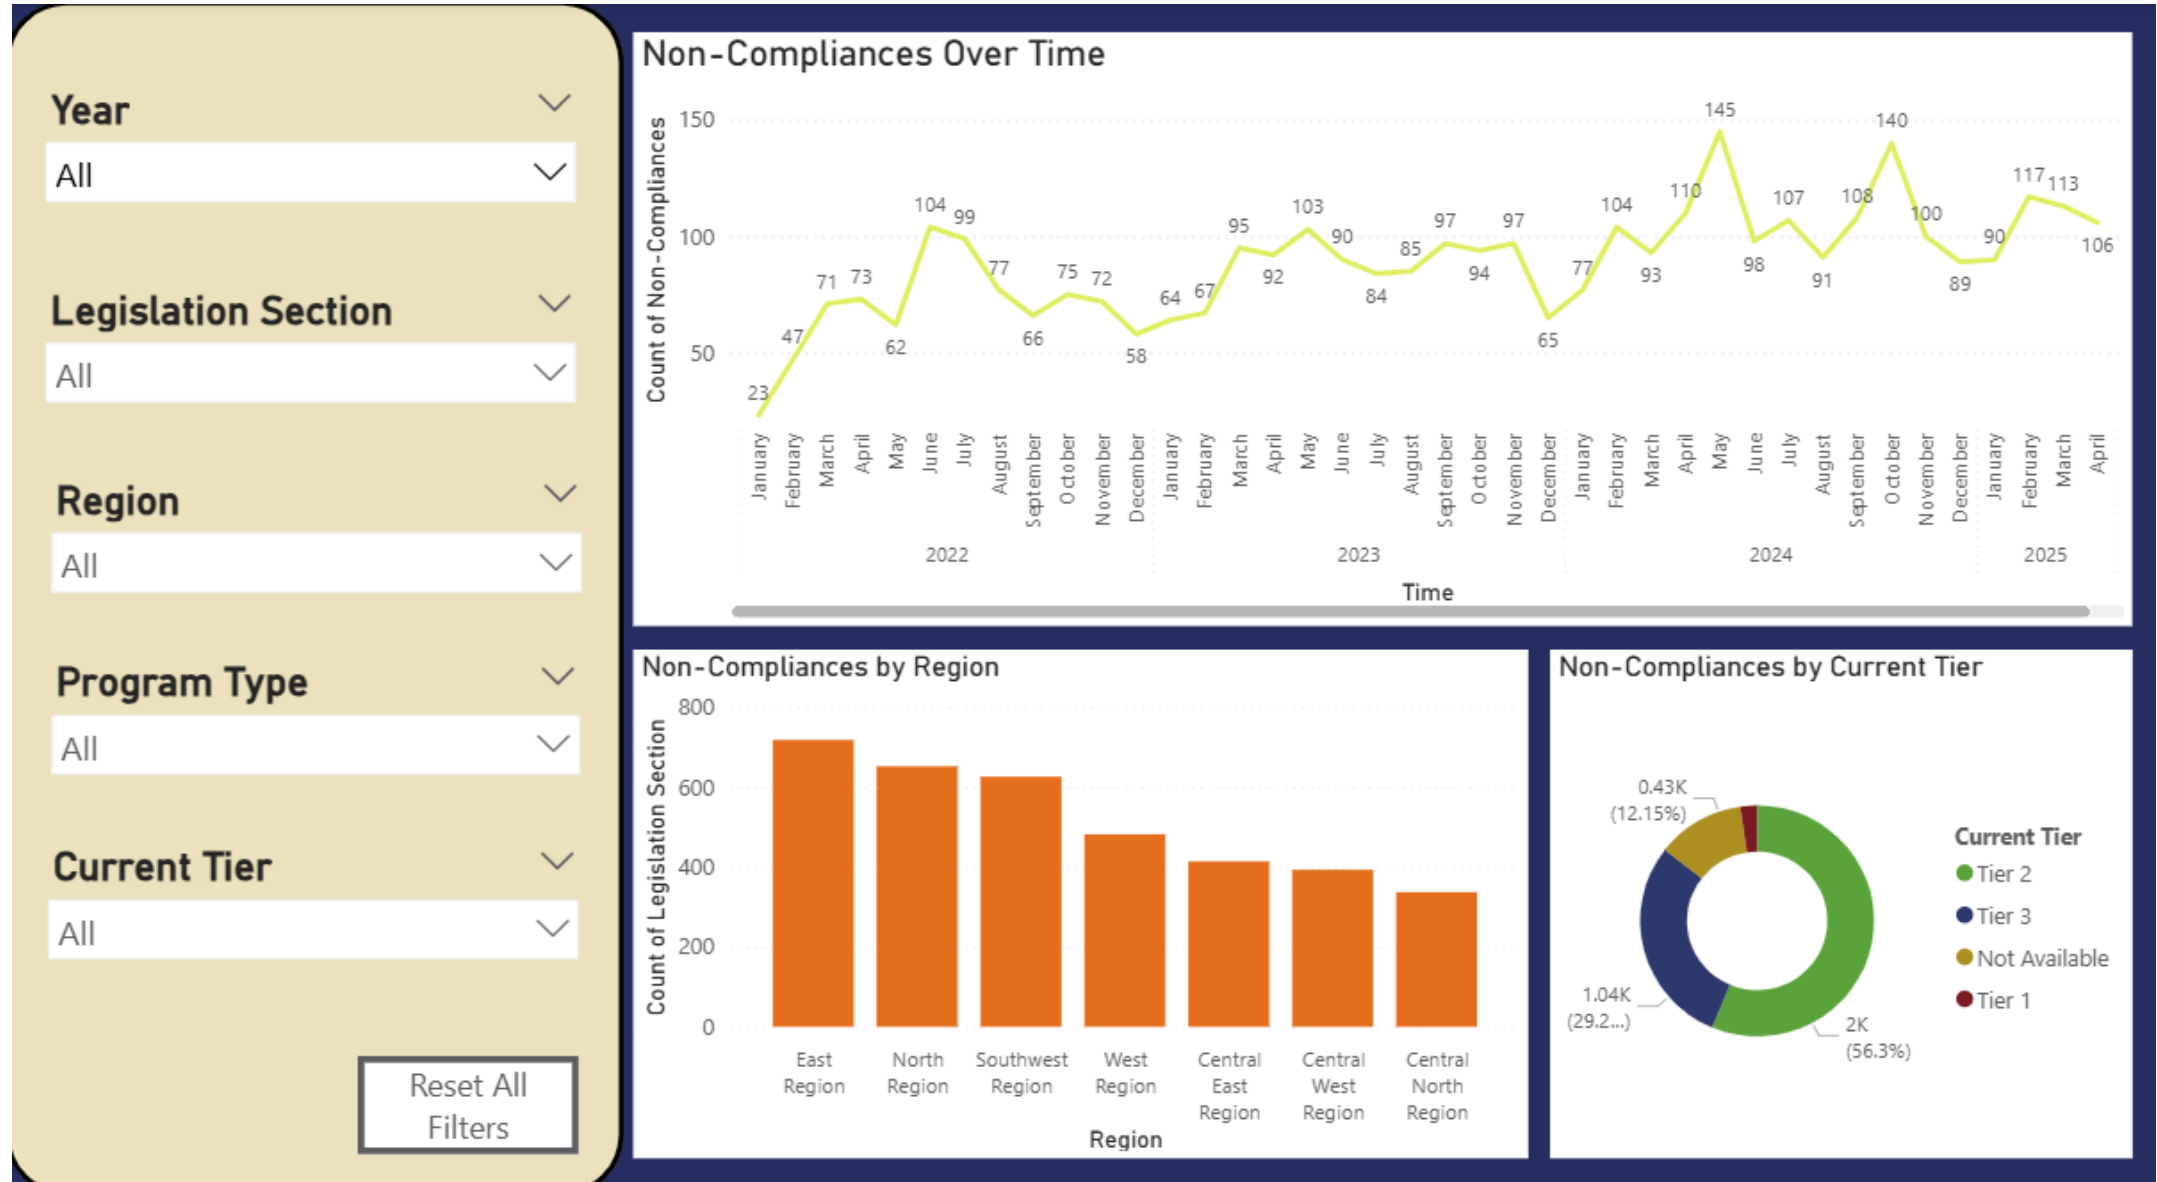 Year
All
Legislation Section
All
Region
All
Program Type
All
Current Tier
All
Reset All
Filters
Non-Compliances Over Time
Count of Non-Compliances
150
100
50
23
47
71
73
62
104
99
77
66
75
72
58
64
67
95
92
103
90
84
85
97
94
97
65
77
104
93
110
145
98
107
91
108
140
100
89
90
117
113
106
January
February
March
April
May
June
July
August
September
October
November
December
January
February
March
April
May
June
July
August
September
October
November
December
January
February
March
April
May
June
July
August
September
October
November
December
January
February
March
April
2022
2023
2024
2025
Time
Non-Compliances by Region
Count of Legislation Section
800
600
400
200
0
East
Region
North
Region
Southwest
Region
West
Region
Central
East
Region
Central
West
Region
Central
North
Region
Region
Non-Compliances by Current Tier
0.43K
(12.15%)
1.04K
(29.2...)
2K
(56.3%)
Current Tier
Tier 2
Tier 3
Not Available
Tier 1